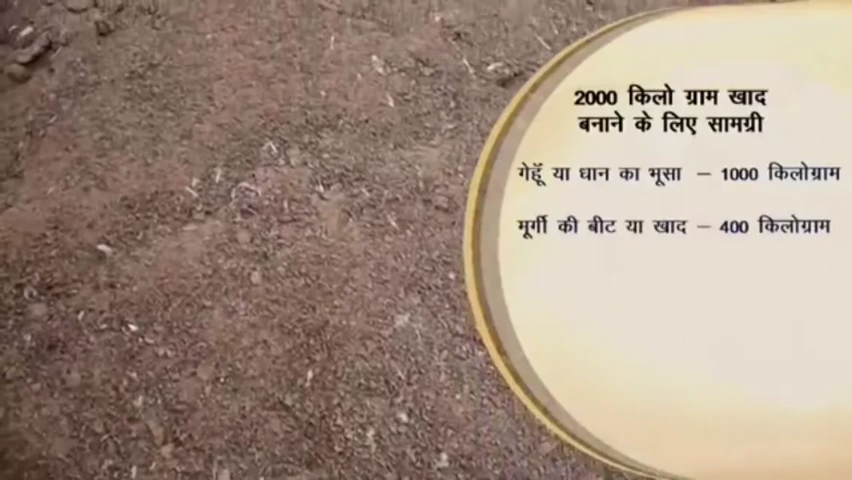 2000 किलो ग्राम खाद
बनाने के लिए सामग्री
गेहूॅं या धान का भूसा – 1000 किलोग्राम
मूर्गी की बीट या खाद – 400 किलोग्राम